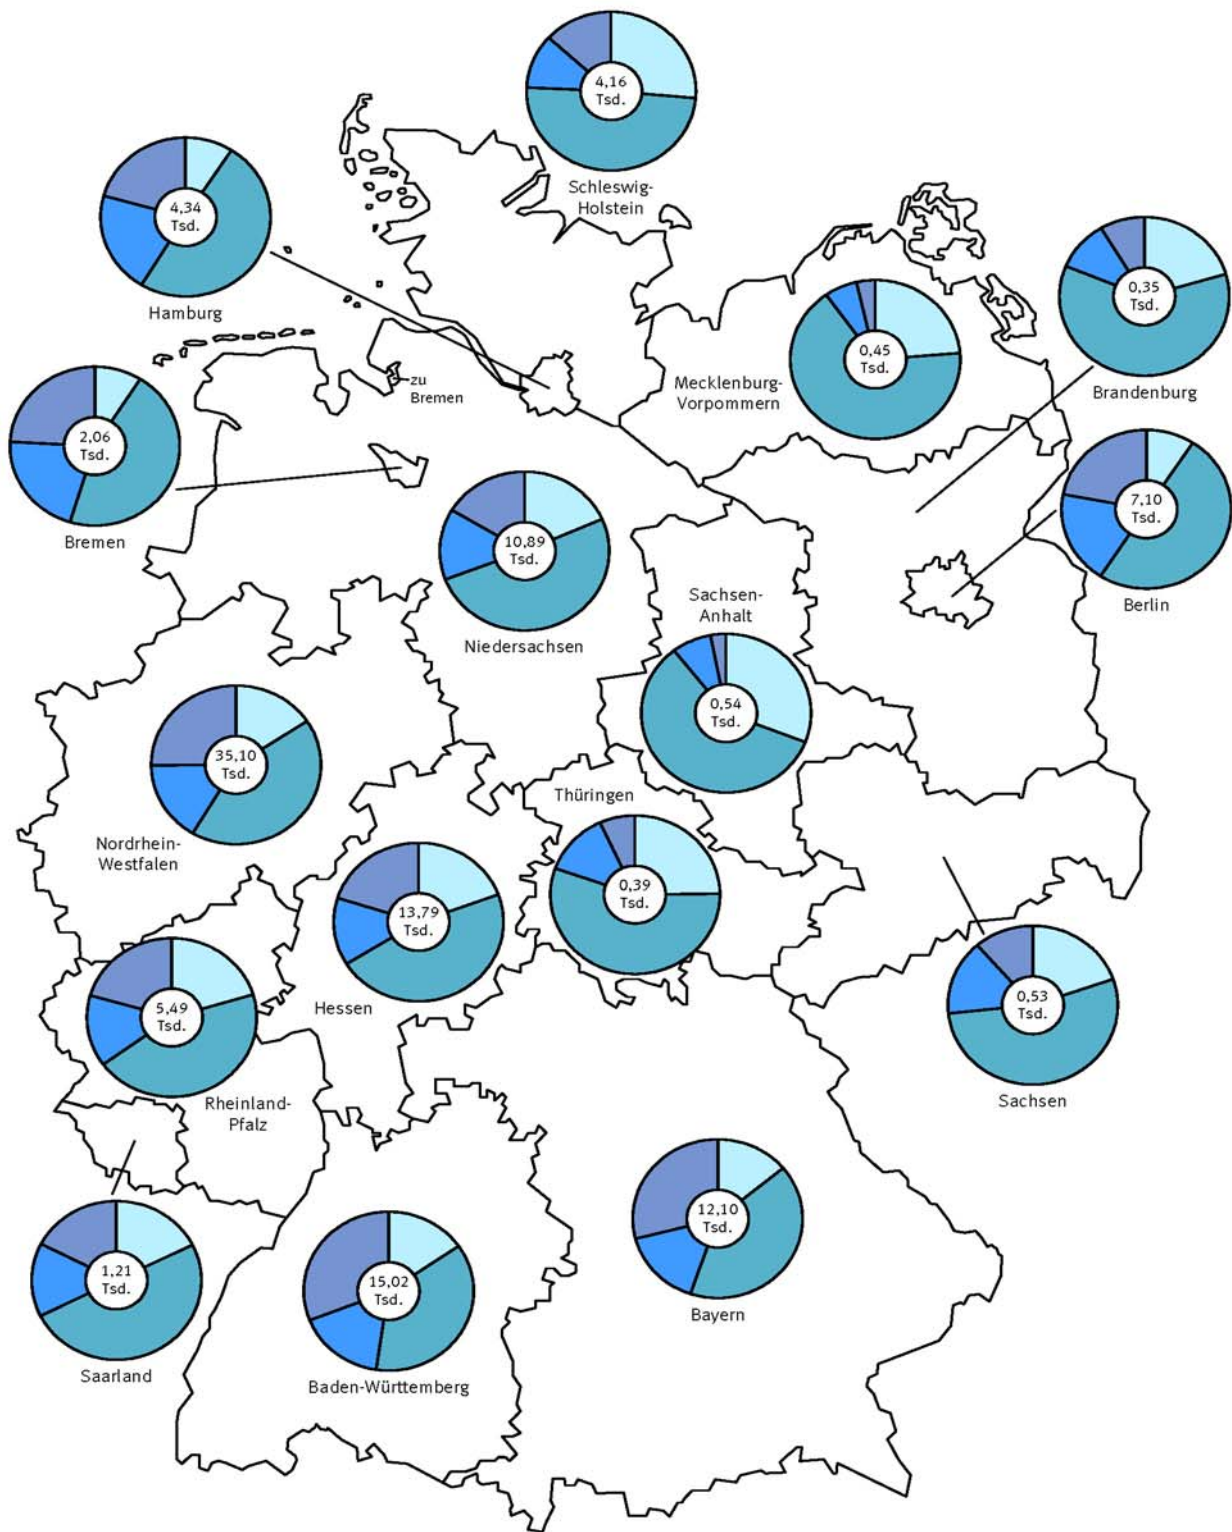 4,16
Tsd.
Schleswig-
Holstein
4,34
Tsd.
Hamburg
0,35
Tsd.
Brandenburg
0,45
Tsd.
Mecklenburg-
Vorpommern
zu
Bremen
2,06
Tsd.
Bremen
7,10
Tsd.
Berlin
10,89
Tsd.
Niedersachsen
Sachsen-
Anhalt
0,54
Tsd.
35,10
Tsd.
Nordrhein-
Westfalen
Thüringen
0,39
Tsd.
13,79
Tsd.
Hessen
5,49
Tsd.
Rheinland-
Pfalz
0,53
Tsd.
Sachsen
12,10
Tsd.
Bayern
1,21
Tsd.
Saarland
15,02
Tsd.
Baden-Württemberg